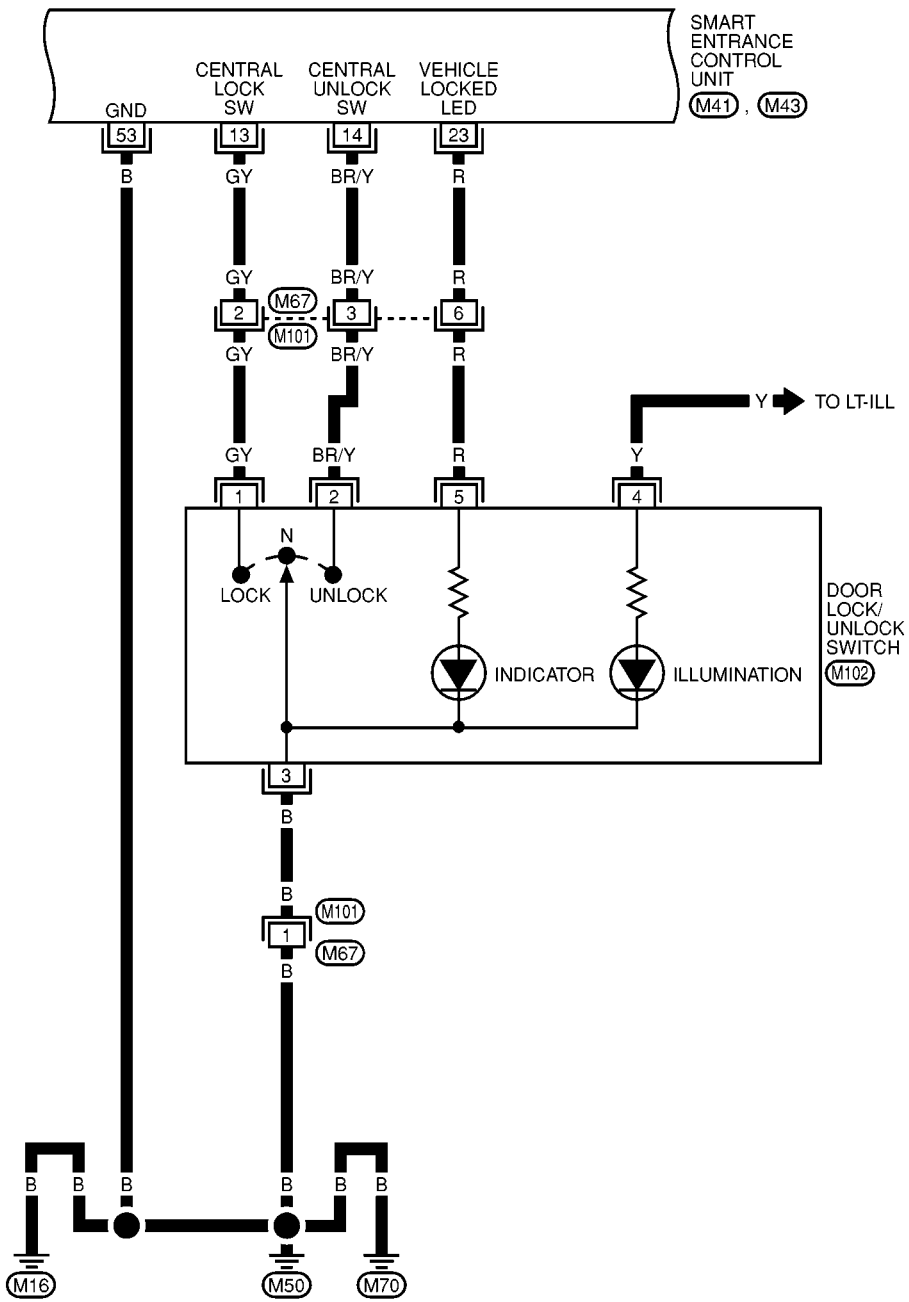 SMART
ENTRANCE
CONTROL
UNIT
M41 , M43
CENTRAL
LOCK
SW
CENTRAL
UNLOCK
SW
VEHICLE
LOCKED
LED
GND
53
13
14
23
B
GY
BR/Y
R
GY
BR/Y
R
M67
2
3
6
M101
GY
BR/Y
R
Y
TO LT-ILL
GY
BR/Y
R
Y
1
2
5
4
N
LOCK
UNLOCK
INDICATOR
ILLUMINATION
DOOR
LOCK/
UNLOCK
SWITCH
M102
3
B
B
M101
1
M67
B
B
B
B
B
B
B
M16
M50
M70